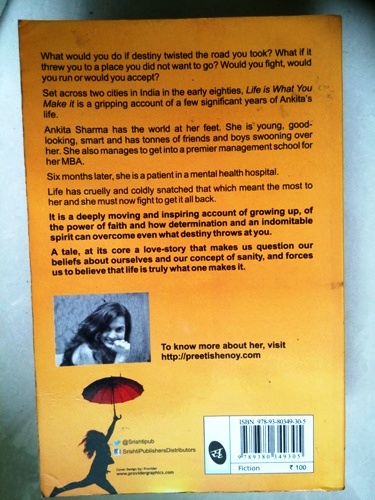 What would you do if destiny twisted the road you took? What if it
threw you to a place you did not want to go? Would you fight, would
you run or would you accept?
Set across two cities in India in the early eighties, Life is What You
Make it is a gripping account of a few significant years of Ankita's
life.
Ankita Sharma has the world at her feet. She is young, good-
looking, smart and has tonnes of friends and boys swooning over
her. She also manages to get into a premier management school for
her MBA.
Six months later, she is a patient in a mental health hospital.
Life has cruelly and coldly snatched that which meant the most to
her and she must now fight to get it all back.
It is a deeply moving and inspiring account of growing up, of
the power of faith and how determination and an indomitable
spirit can overcome even what destiny throws at you.
A tale, at its core a love-story that makes us question our
beliefs about ourselves and our concept of sanity, and forces
us to believe that life is truly what one makes it.
To know more about her, visit
http://preetishenoy.com
@Srishtipub
SrishtiPublishersDistributors
Cover Design by: Provider
www.providergraphics.com
ISBN 978-93-80349-30-5
9 789380 349305
Fiction ₹ 100